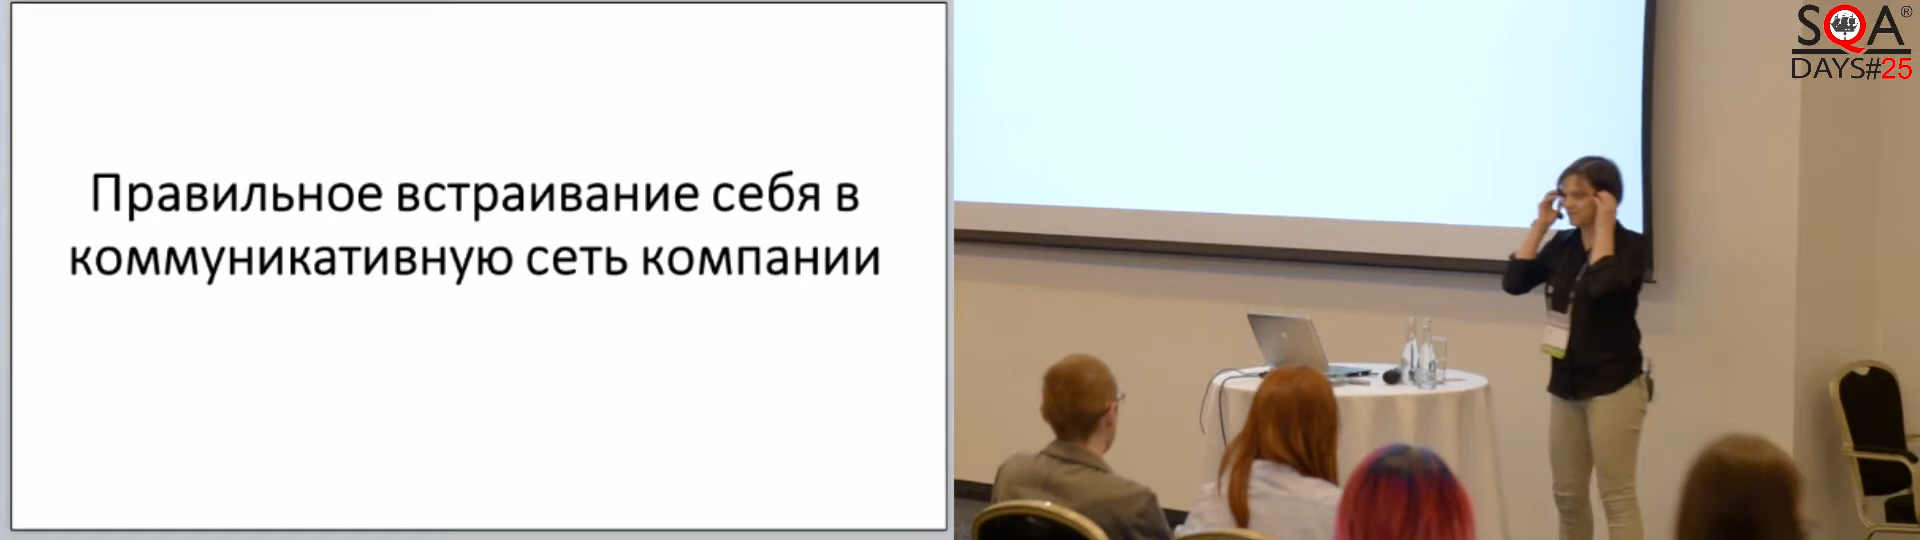 Правильное встраивание себя в
коммуникативную сеть компании
SQA®
DAYS#25